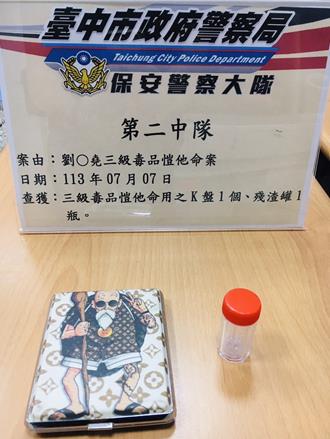 臺中市政府警察局
Taichung City Police Department
保安警察大隊
第二中隊
案由：劉○堯三級毒品愷他命案
日期：113年07月07日
查獲：三級毒品愷他命用之K盤1個、殘渣罐1
瓶。